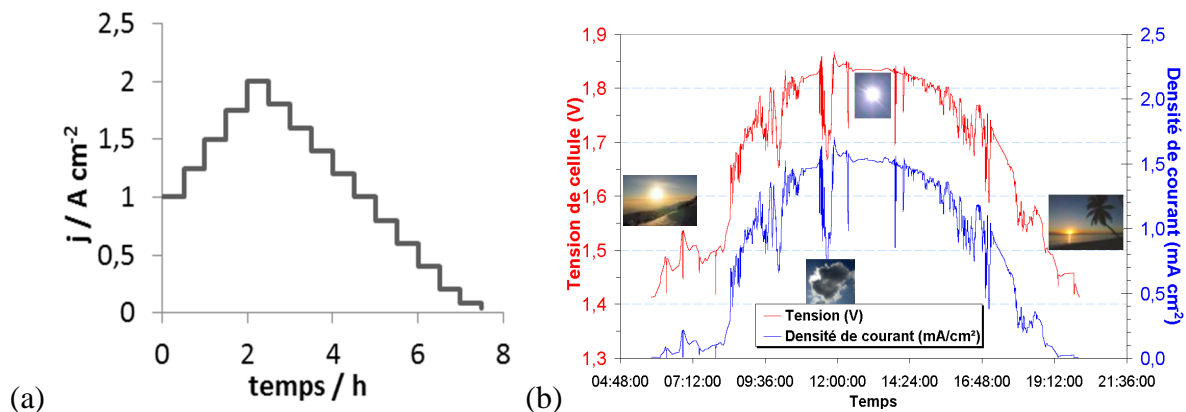 2,5
2
1,5
1
0,5
0
j / A cm-2
0
2
4
6
8
temps / h
(a)
1,9
1,8
1,7
1,6
1,5
1,4
1,3
Tension de cellule (V)
2,5
2,0
1,5
1,0
0,5
0,0
Densité de courant (mA cm²)
Tension (V)
Densité de courant (mA/cm²)
04:48:00 07:12:00 09:36:00 12:00:00 14:24:00 16:48:00 19:12:00 21:36:00
Temps
(b)